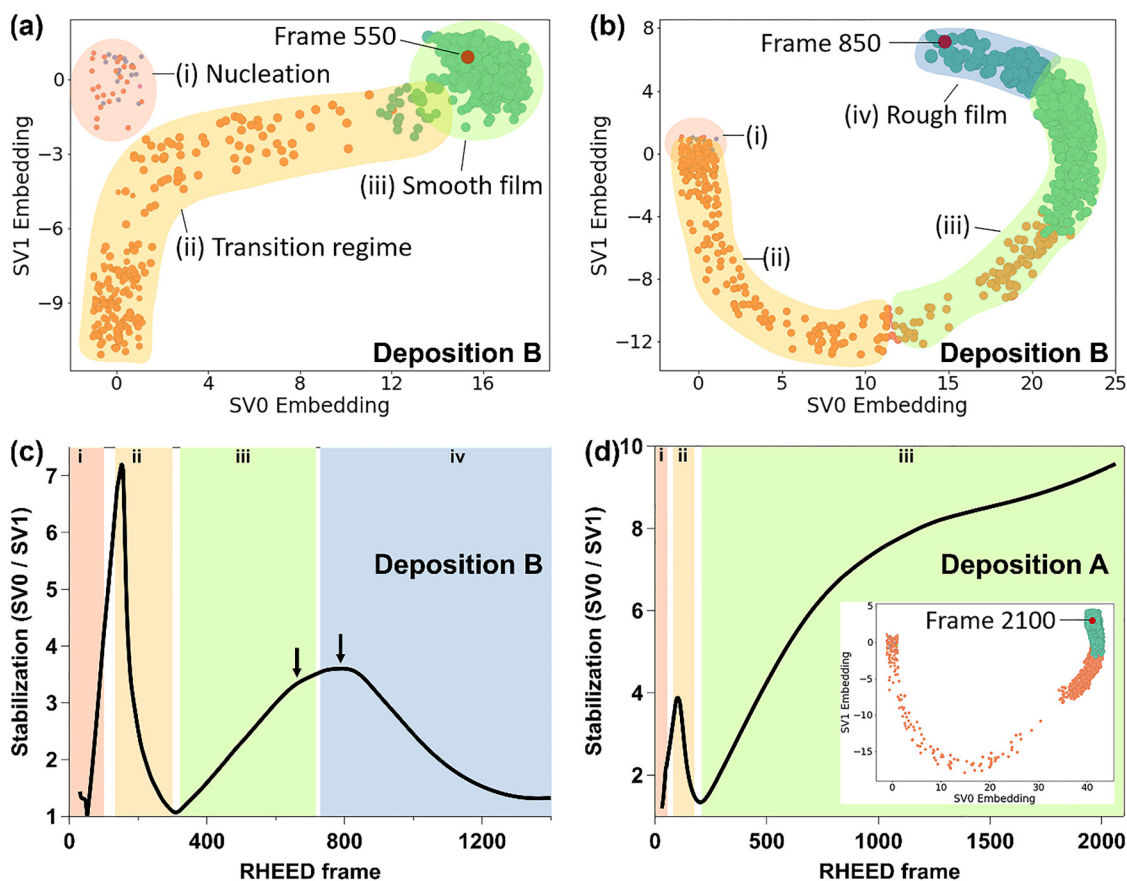 (a)
Frame 550
(i) Nucleation
(iii) Smooth film
(ii) Transition regime
Deposition B
SV1 Embedding
0
−3
−6
−9
0 4 8 12 16
SV0 Embedding
(b)
Frame 850
(iv) Rough film
(i)
(iii)
(ii)
Deposition B
SV1 Embedding
8
4
0
−4
−8
−12
0 5 10 15 20 25
SV0 Embedding
(c)
i ii iii iv
Deposition B
Stabilization (SV0 / SV1)
7
6
5
4
3
2
1
0 400 800 1200
RHEED frame
(d)
i ii iii
Deposition A
Stabilization (SV0 / SV1)
10
8
6
4
2
0 500 1000 1500 2000
RHEED frame
Frame 2100
SV1 Embedding
5
0
−5
−10
−15
0 10 20 30 40
SV0 Embedding